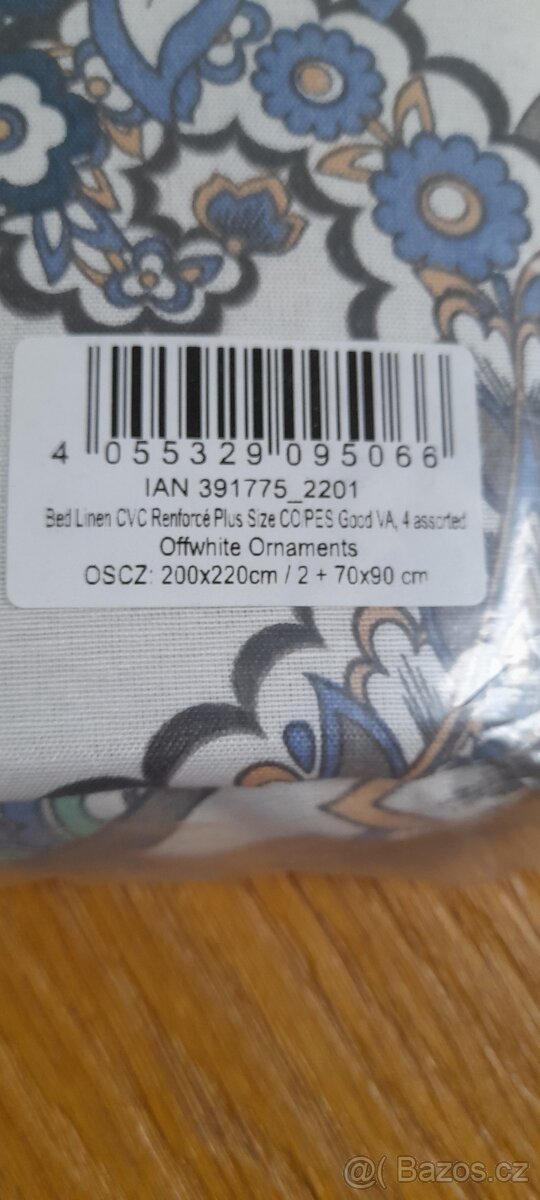 4 055329 095066
IAN 391775_2201
Bed Linen CVC Renforcé Plus Size CO/PES Good VA, 4 assorted
Offwhite Ornaments
OSCZ: 200x220cm / 2 + 70x90 cm
@( Bazos.cz